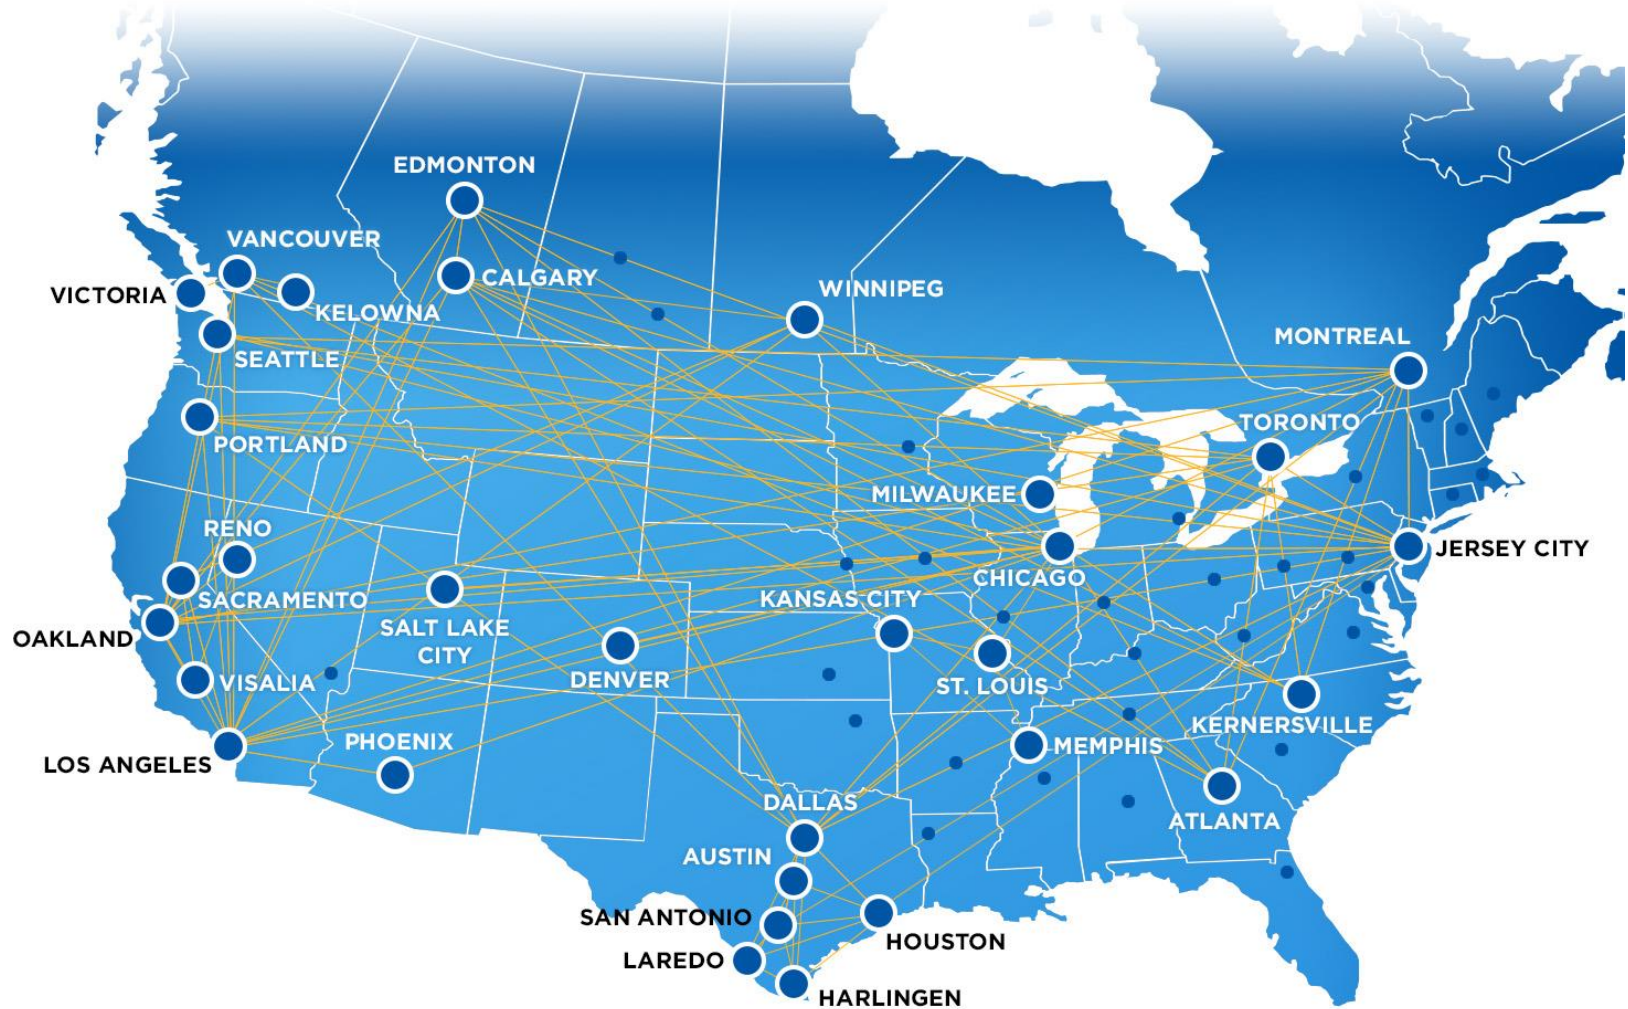 EDMONTON
VANCOUVER
CALGARY
VICTORIA
WINNIPEG
KELOWNA
MONTREAL
SEATTLE
TORONTO
PORTLAND
MILWAUKEE
RENO
JERSEY CITY
CHICAGO
SACRAMENTO
KANSAS CITY
OAKLAND
SALT LAKE
CITY
DENVER
VISALIA
ST. LOUIS
KERNERSVILLE
PHOENIX
MEMPHIS
LOS ANGELES
DALLAS
ATLANTA
AUSTIN
SAN ANTONIO
HOUSTON
LAREDO
HARLINGEN